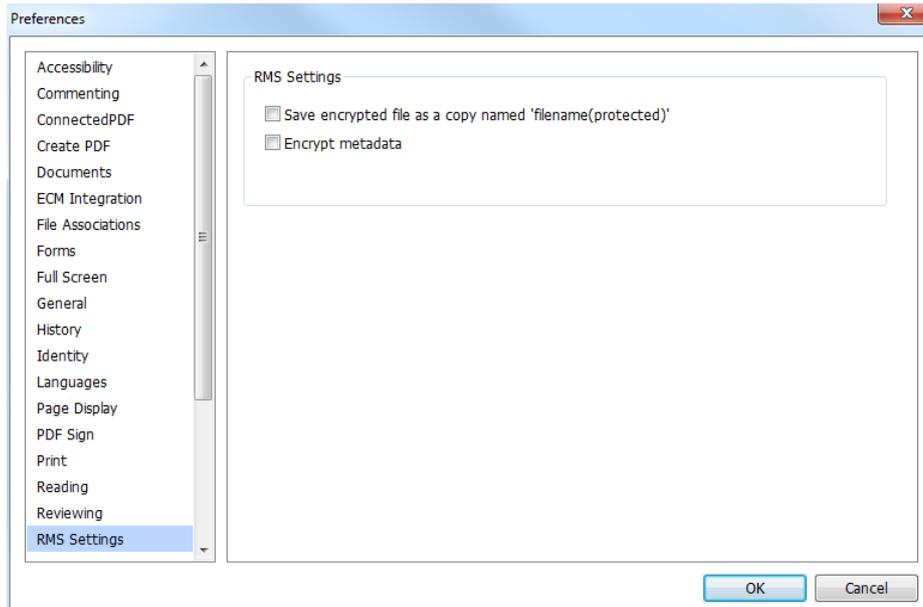 Preferences
Accessibility
Commenting
ConnectedPDF
Create PDF
Documents
ECM Integration
File Associations
Forms
Full Screen
General
History
Identity
Languages
Page Display
PDF Sign
Print
Reading
Reviewing
RMS Settings
RMS Settings
Save encrypted file as a copy named 'filename(protected)'
Encrypt metadata
OK
Cancel